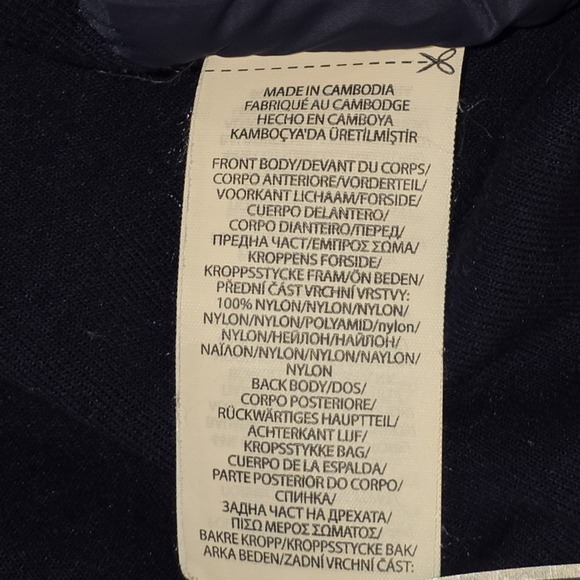 MADE IN CAMBODIA
FABRIQUÉ AU CAMBODGE
HECHO EN CAMBOYA
KAMBOÇYA'DA ÜRETİLMİŞTİR
FRONT BODY/DEVANT DU CORPS/
CORPO ANTERIORE/VORDERTEIL/
VOORKANT LICHAAM/FORSIDE/
CUERPO DELANTERO/
CORPO DIANTEIRO/ПЕРЕД/
ПРЕДНА ЧАСТ/ΕΜΠΡΟΣ ΣΩΜΑ/
KROPPENS FORSIDE/
KROPPSSTYCKE FRAM/ÖN BEDEN/
PŘEDNÍ ČÁST VRCHNÍ VRSTVY:
100% NYLON/NYLON/NYLON/
NYLON/NYLON/POLYAMID/nylon/
NYLON/НЕЙЛОН/НАЙЛОН/
ΝΑΪΛΟΝ/NYLON/NYLON/NAYLON/
NYLON
BACK BODY/DOS/
CORPO POSTERIORE/
RÜCKWÄRTIGES HAUPTTEIL/
ACHTERKANT LIJF/
KROPSSTYKKE BAG/
CUERPO DE LA ESPALDA/
PARTE POSTERIOR DO CORPO/
СПИНКА/
ЗАДНА ЧАСТ НА ДРЕХАТА/
ΠΙΣΩ ΜΕΡΟΣ ΣΩΜΑΤΟΣ/
BAKRE KROPP/KROPPSSTYCKE BAK/
ARKA BEDEN/ZADNÍ VRCHNÍ ČÁST: